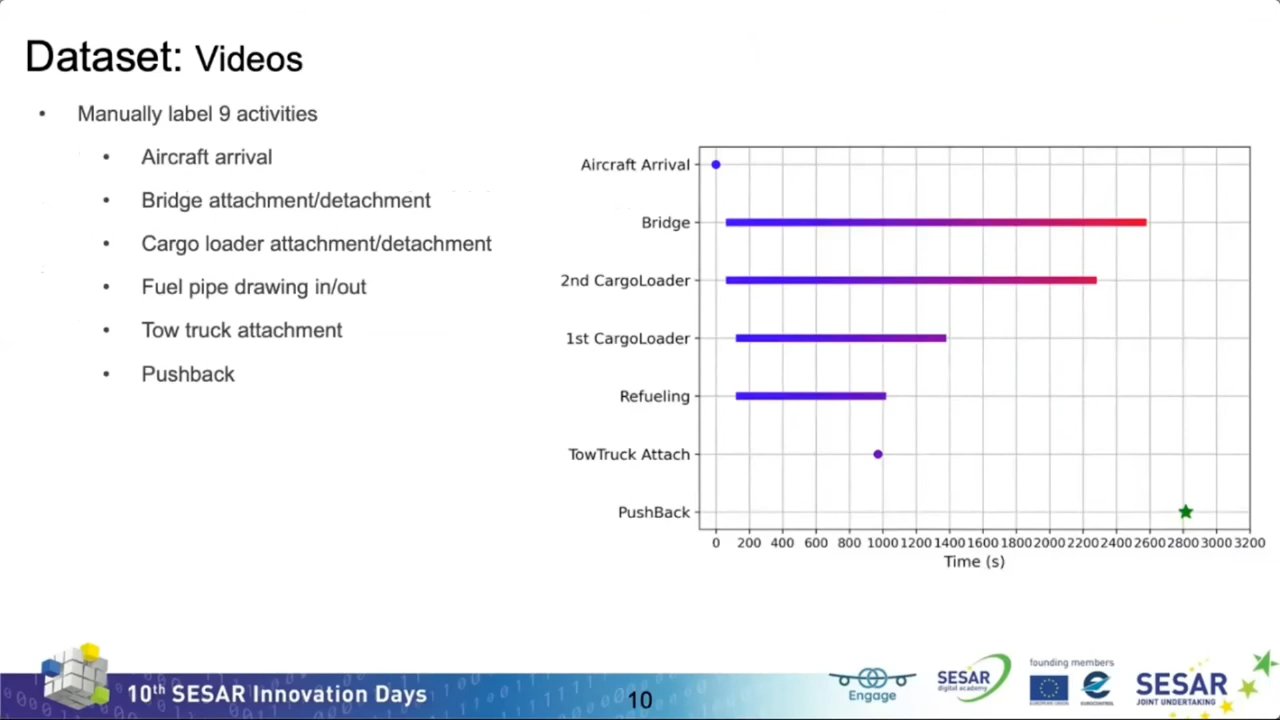 Dataset: Videos
• Manually label 9 activities
• Aircraft arrival
• Bridge attachment/detachment
• Cargo loader attachment/detachment
• Fuel pipe drawing in/out
• Tow truck attachment
• Pushback
Aircraft Arrival
Bridge
2nd CargoLoader
1st CargoLoader
Refueling
TowTruck Attach
PushBack
0 200 400 600 800 1000 1200 1400 1600 1800 2000 2200 2400 2600 2800 3000 3200
Time (s)
10th SESAR Innovation Days
10
Engage
SESAR
digital academy
founding members
EUROPEAN UNION
EUROCONTROL
SESAR
JOINT UNDERTAKING